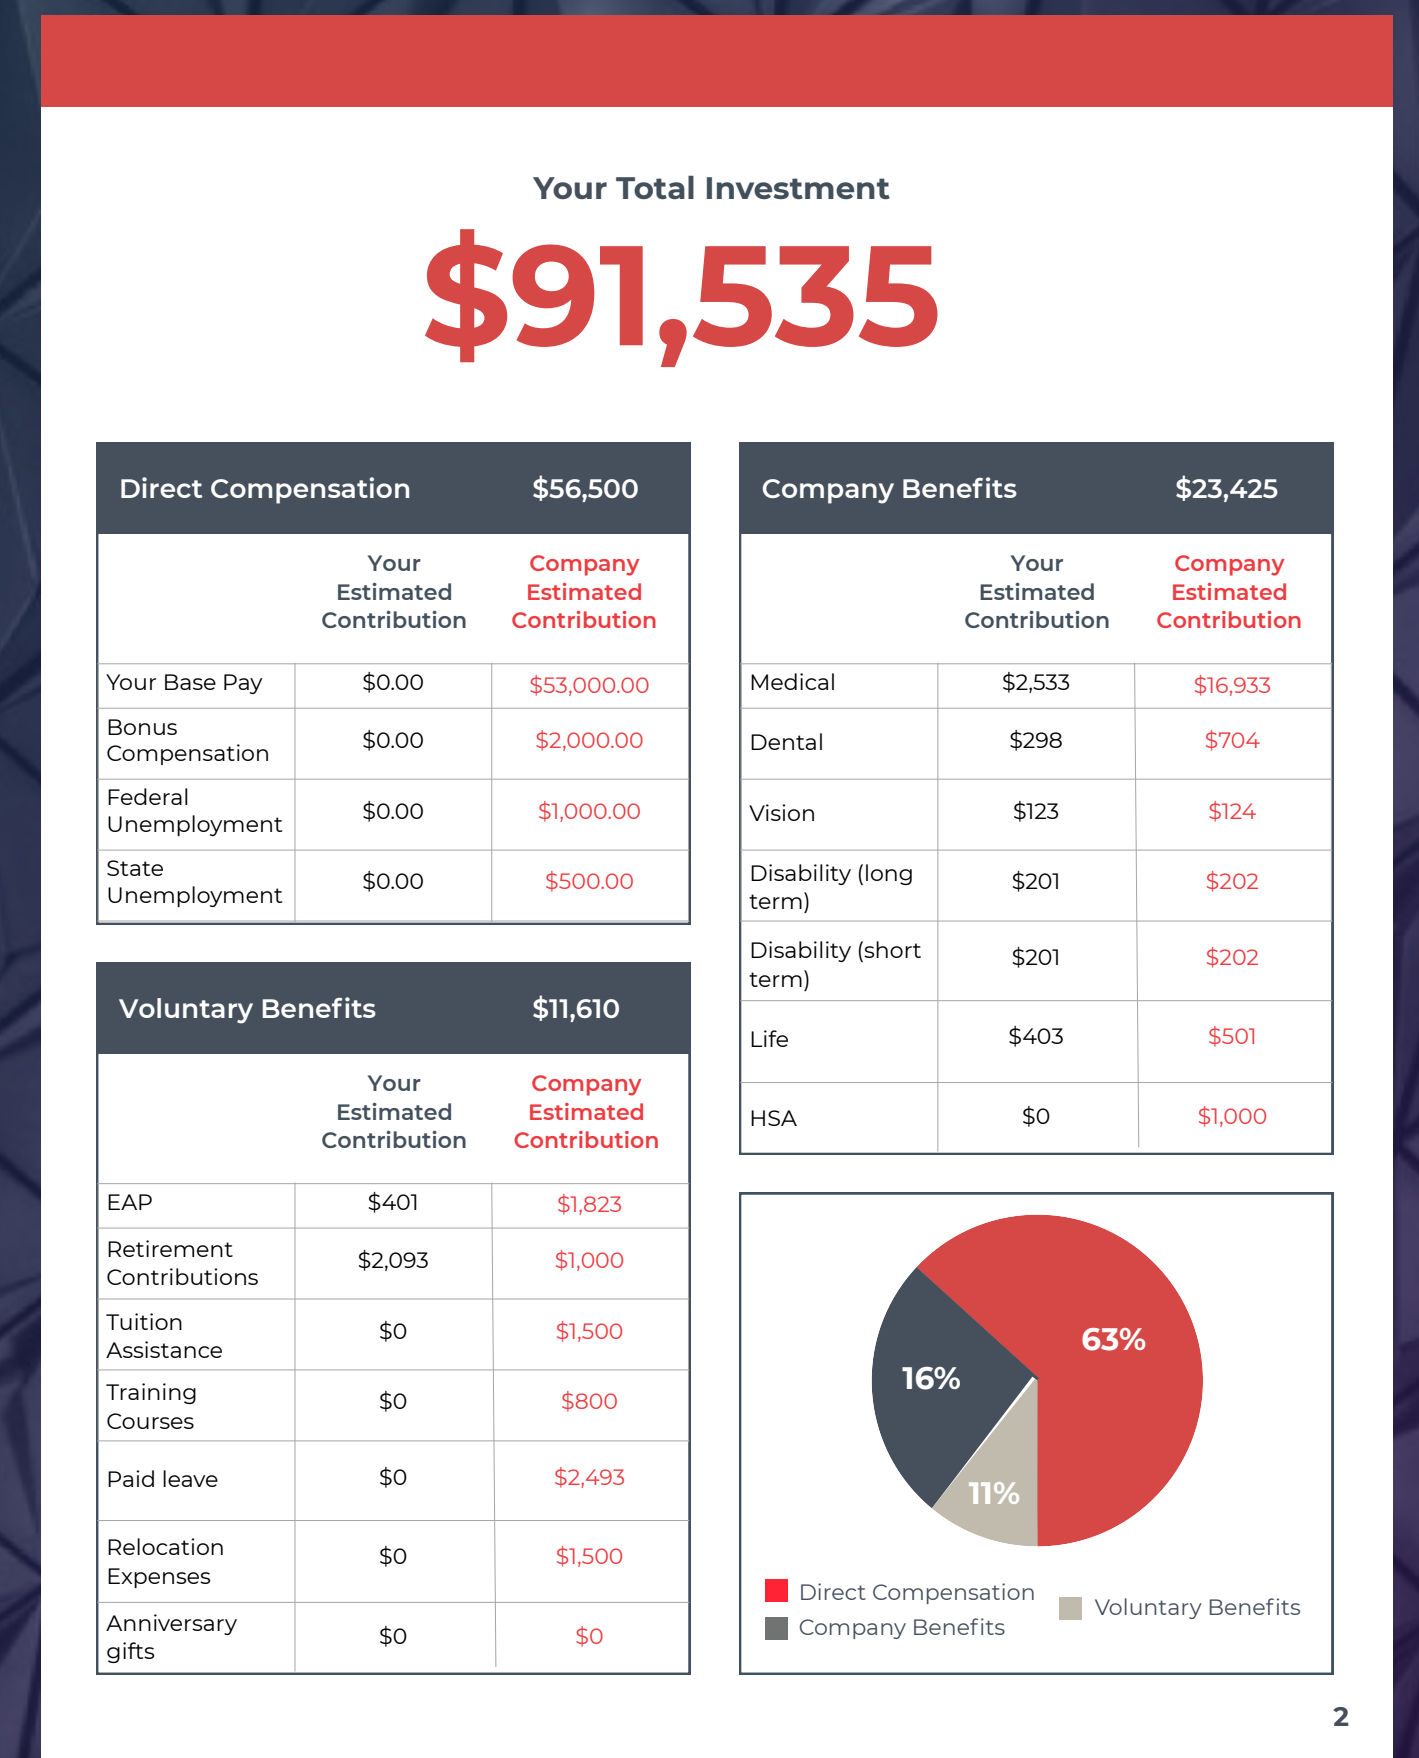 Your Total Investment
$91,535
Direct Compensation $56,500
Your Estimated Contribution Company Estimated Contribution
Your Base Pay $0.00 $53,000.00
Bonus Compensation $0.00 $2,000.00
Federal Unemployment $0.00 $1,000.00
State Unemployment $0.00 $500.00
Voluntary Benefits $11,610
Your Estimated Contribution Company Estimated Contribution
EAP $401 $1,823
Retirement Contributions $2,093 $1,000
Tuition Assistance $0 $1,500
Training Courses $0 $800
Paid leave $0 $2,493
Relocation Expenses $0 $1,500
Anniversary gifts $0 $0
Company Benefits $23,425
Your Estimated Contribution Company Estimated Contribution
Medical $2,533 $16,933
Dental $298 $704
Vision $123 $124
Disability (long term) $201 $202
Disability (short term) $201 $202
Life $403 $501
HSA $0 $1,000
63%
16%
11%
Direct Compensation
Company Benefits
Voluntary Benefits
2